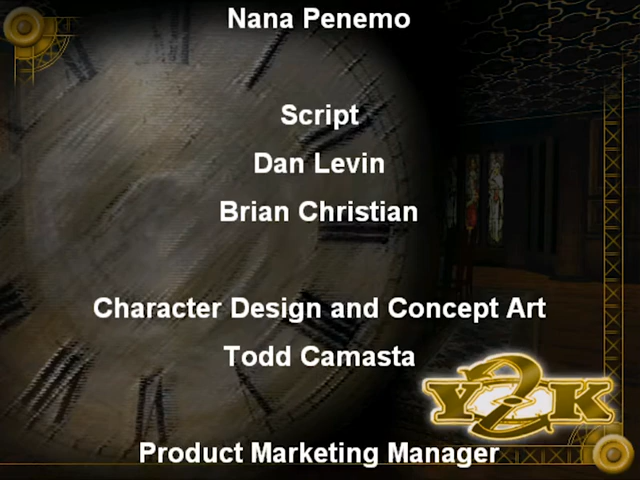 Nana Penemo
Script
Dan Levin
Brian Christian
Character Design and Concept Art
Todd Camasta
Y2K
Product Marketing Manager